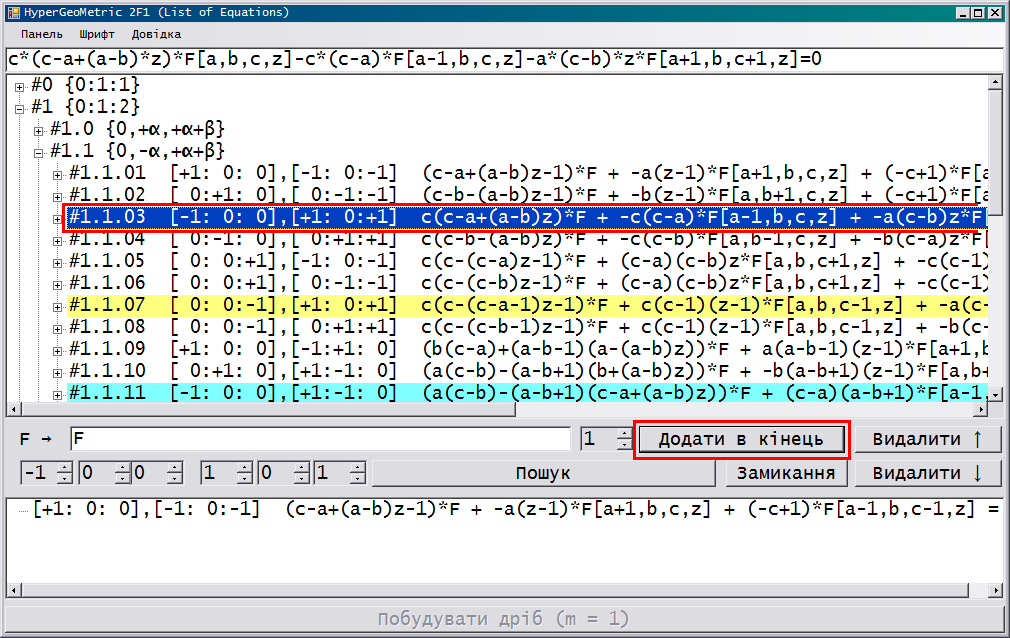 HyperGeoMetric 2F1 (List of Equations)
Панель Шрифт Довідка
c*(c-a+(a-b)*z)*F[a,b,c,z]-c*(c-a)*F[a-1,b,c,z]-a*(c-b)*z*F[a+1,b,c+1,z]=0
#0 {0:1:1}
#1 {0:1:2}
#1.0 {0,+α,+α+β}
#1.1 {0,-α,+α+β}
#1.1.01 [+1: 0: 0],[-1: 0:-1] (c-a+(a-b)z-1)*F + -a(z-1)*F[a+1,b,c,z] + (-c+1)*F[a
#1.1.02 [ 0:+1: 0],[ 0:-1:-1] (c-b-(a-b)z-1)*F + -b(z-1)*F[a,b+1,c,z] + (-c+1)*F[a
#1.1.03 [-1: 0: 0],[+1: 0:+1] c(c-a+(a-b)z)*F + -c(c-a)*F[a-1,b,c,z] + -a(c-b)z*F[
#1.1.04 [ 0:-1: 0],[ 0:+1:+1] c(c-b-(a-b)z)*F + -c(c-b)*F[a,b-1,c,z] + -b(c-a)z*F[
#1.1.05 [ 0: 0:+1],[-1: 0:-1] c(c-(c-a)z-1)*F + (c-a)(c-b)z*F[a,b,c+1,z] + -c(c-1)
#1.1.06 [ 0: 0:+1],[ 0:-1:-1] c(c-(c-b)z-1)*F + (c-a)(c-b)z*F[a,b,c+1,z] + -c(c-1)
#1.1.07 [ 0: 0:-1],[+1: 0:+1] c(c-(c-a-1)z-1)*F + c(c-1)(z-1)*F[a,b,c-1,z] + -a(c-
#1.1.08 [ 0: 0:-1],[ 0:+1:+1] c(c-(c-b-1)z-1)*F + c(c-1)(z-1)*F[a,b,c-1,z] + -b(c-
#1.1.09 [+1: 0: 0],[-1:+1: 0] (b(c-a)+(a-b-1)(a-(a-b)z))*F + a(a-b-1)(z-1)*F[a+1,b
#1.1.10 [ 0:+1: 0],[+1:-1: 0] (a(c-b)-(a-b+1)(b+(a-b)z))*F + -b(a-b+1)(z-1)*F[a,b+
#1.1.11 [-1: 0: 0],[+1:-1: 0] (a(c-b)-(a-b+1)(c-a+(a-b)z))*F + (c-a)(a-b+1)*F[a-1,
F → F 1 Додати в кінець Видалити ↑
-1 0 0 1 0 1 Пошук Замикання Видалити ↓
[+1: 0: 0],[-1: 0:-1] (c-a+(a-b)z-1)*F + -a(z-1)*F[a+1,b,c,z] + (-c+1)*F[a-1,b,c-1,z] =
Побудувати дріб (m = 1)